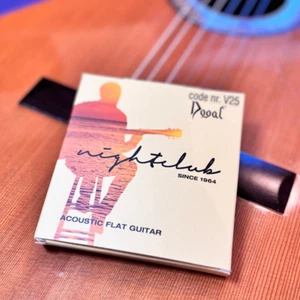 code nr. V25
Dogal
nightclub
SINCE 1964
ACOUSTIC FLAT GUITAR